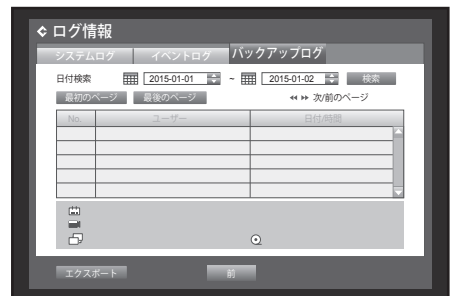 ログ情報
システムログ イベントログ バックアップログ
日付検索 2015-01-01 ~ 2015-01-02 検索
最初のページ 最後のページ 次/前のページ
No. ユーザー 日付/時間
エクスポート 前